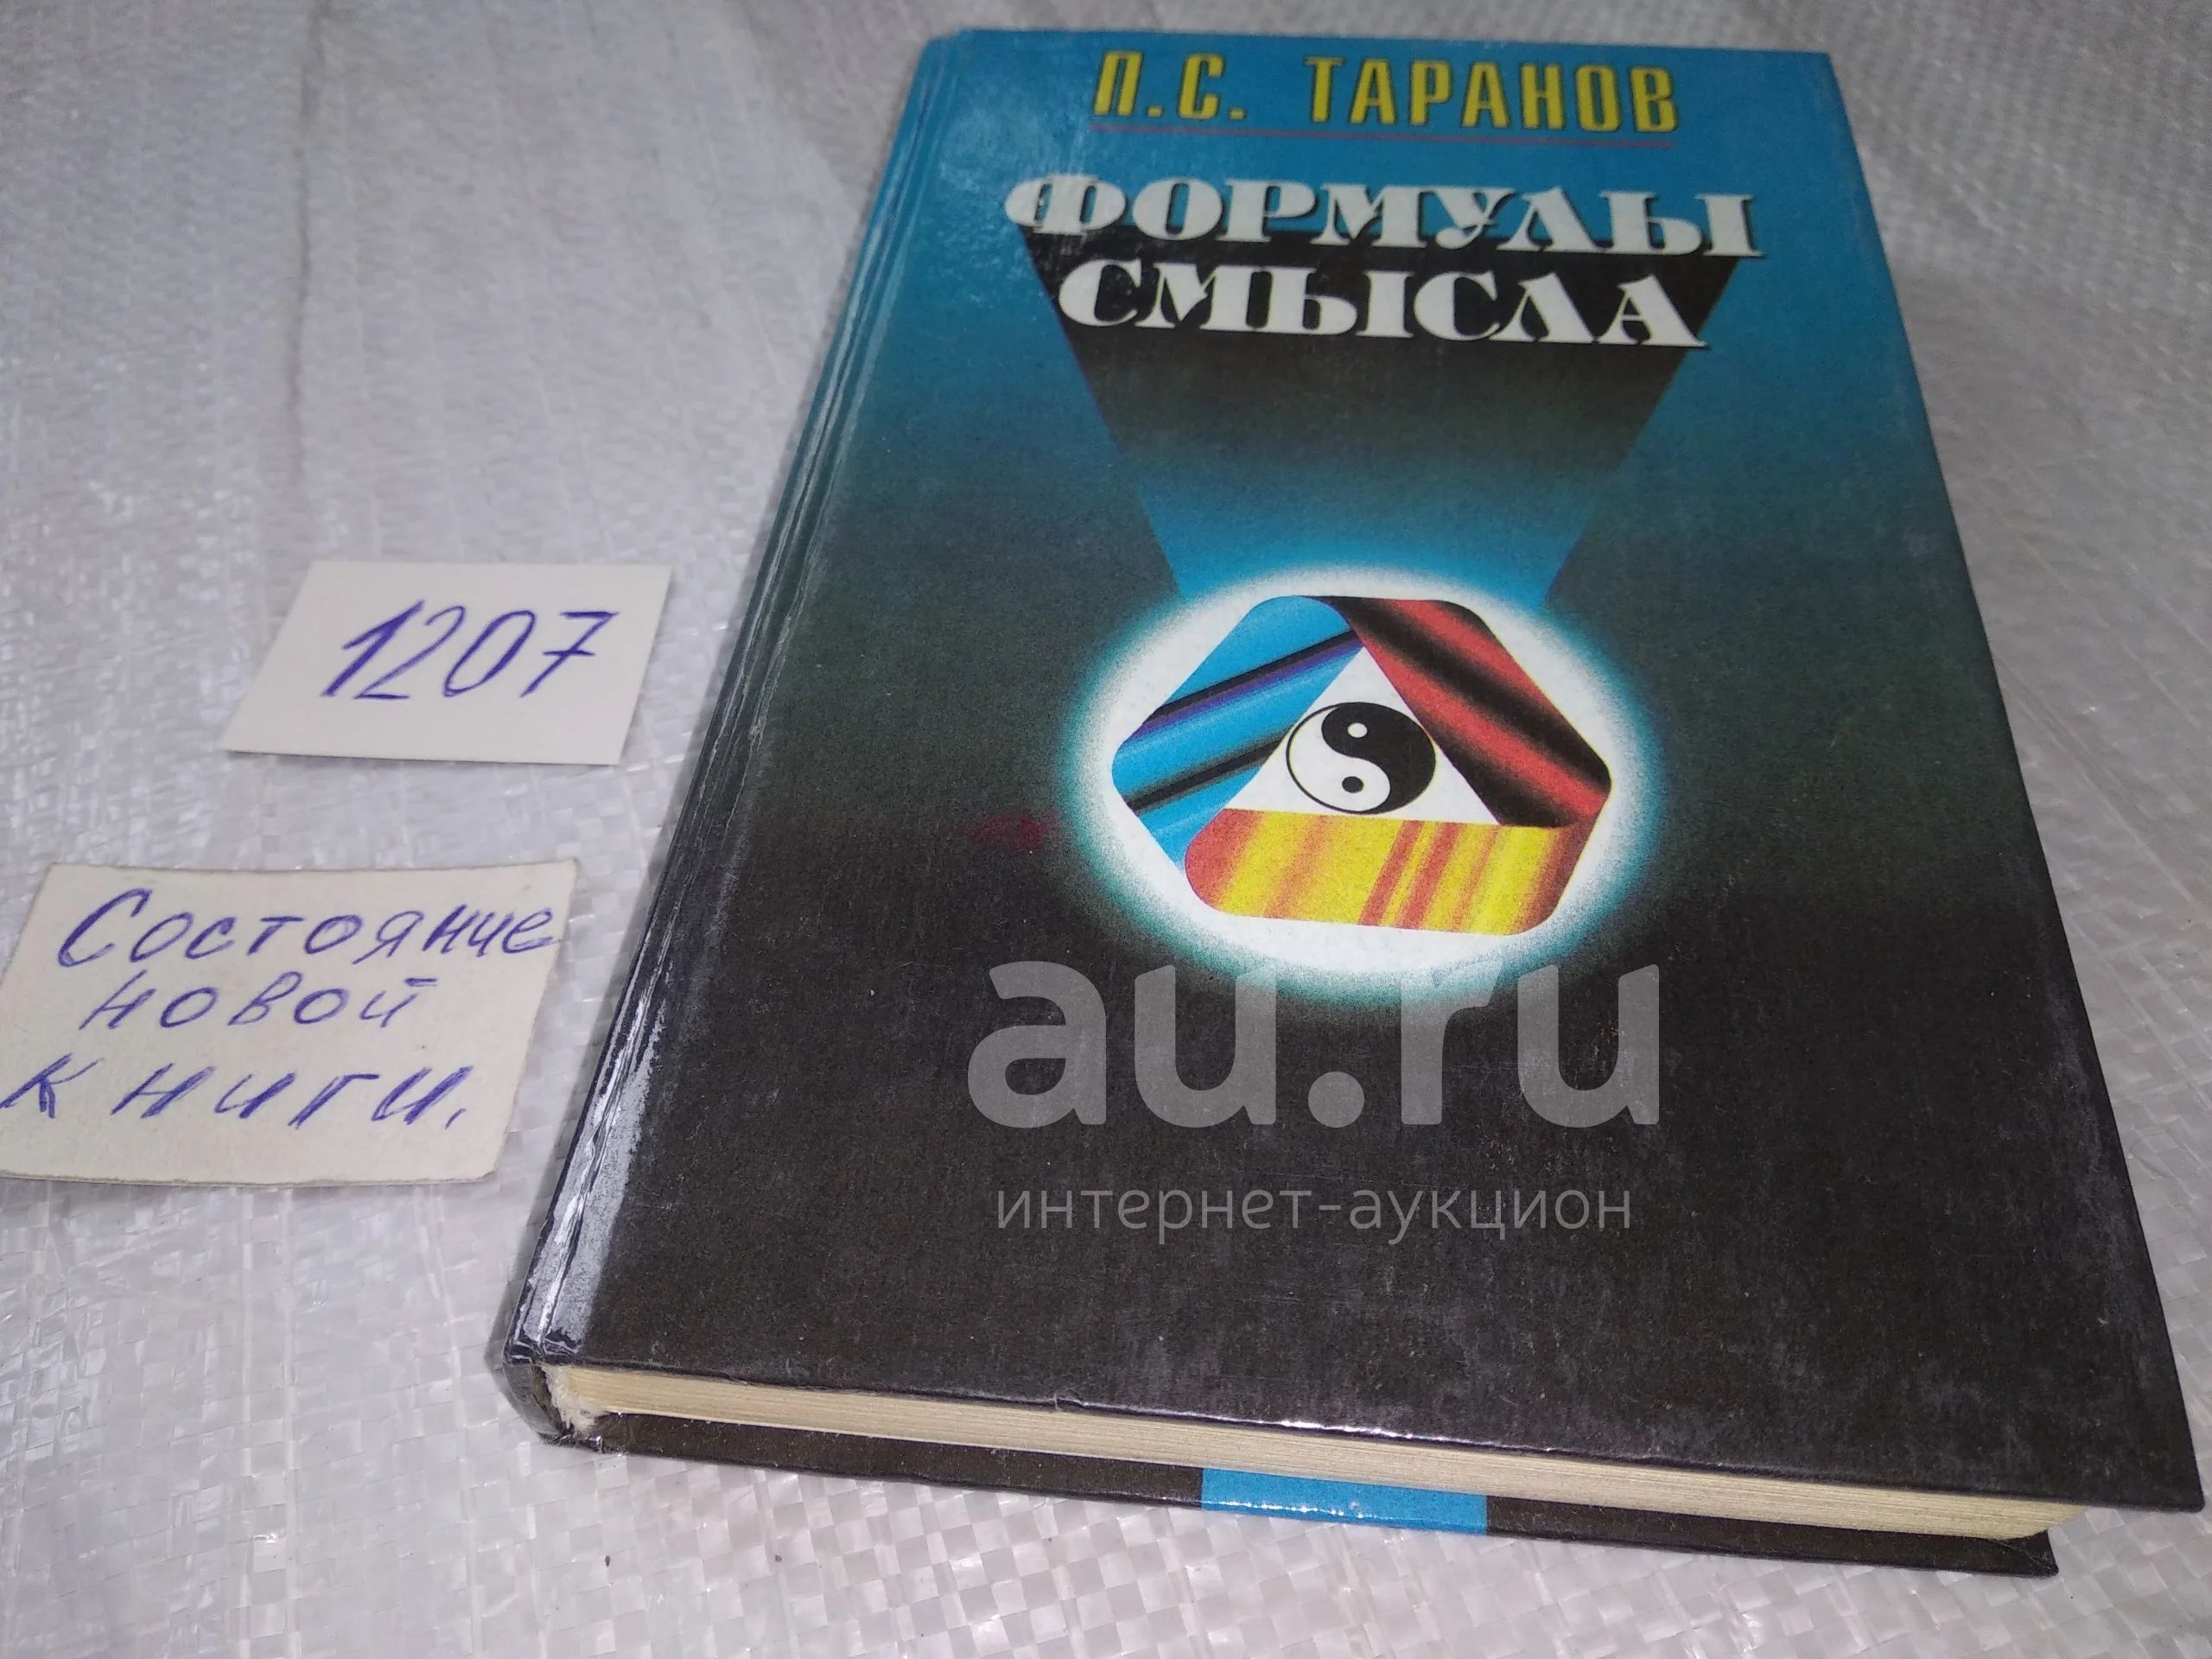 П.С. ТАРАНОВ
ФОРМУЛЫ
СМЫСЛА
1207
Состояние
новой
книги.
au.ru
интернет-аукцион